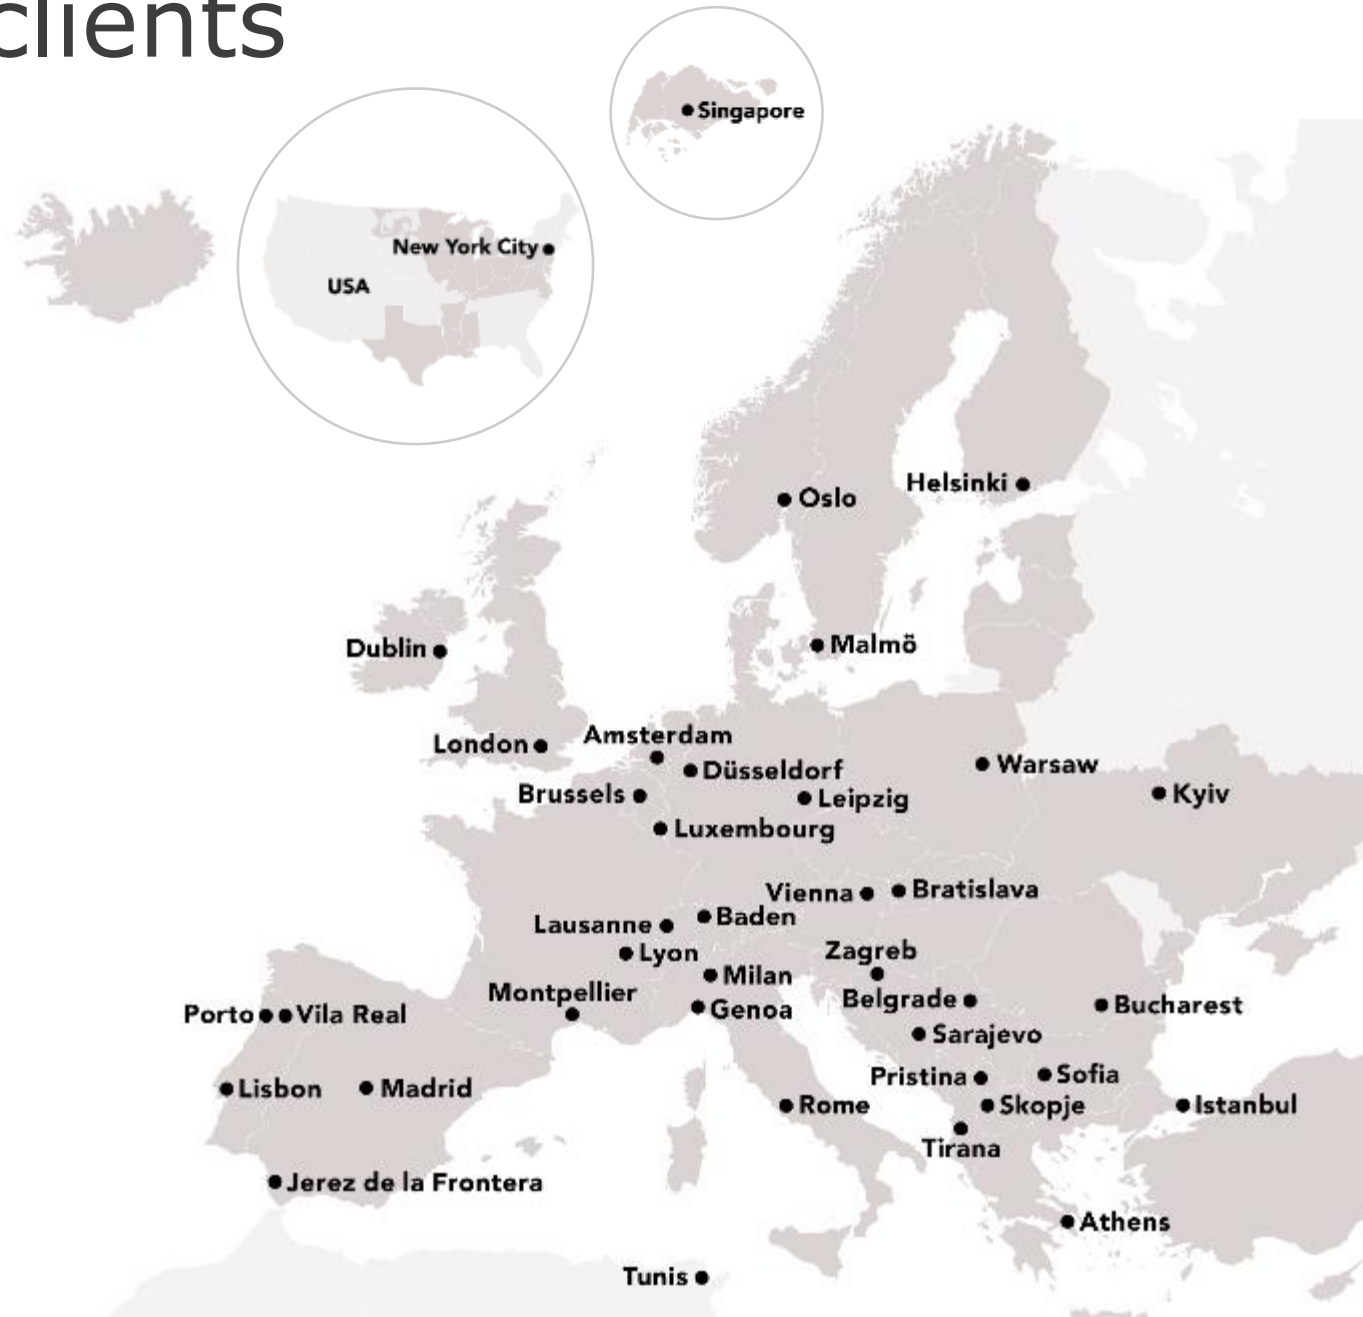 clients
Singapore
New York City
USA
Helsinki
Oslo
Malmö
Dublin
Amsterdam
London
Düsseldorf
Warsaw
Brussels
Leipzig
Kyiv
Luxembourg
Vienna
Bratislava
Baden
Lausanne
Lyon
Zagreb
Milan
Montpellier
Belgrade
Bucharest
Genoa
Porto
Vila Real
Sarajevo
Pristina
Sofia
Lisbon
Madrid
Rome
Skopje
Istanbul
Tirana
Jerez de la Frontera
Athens
Tunis